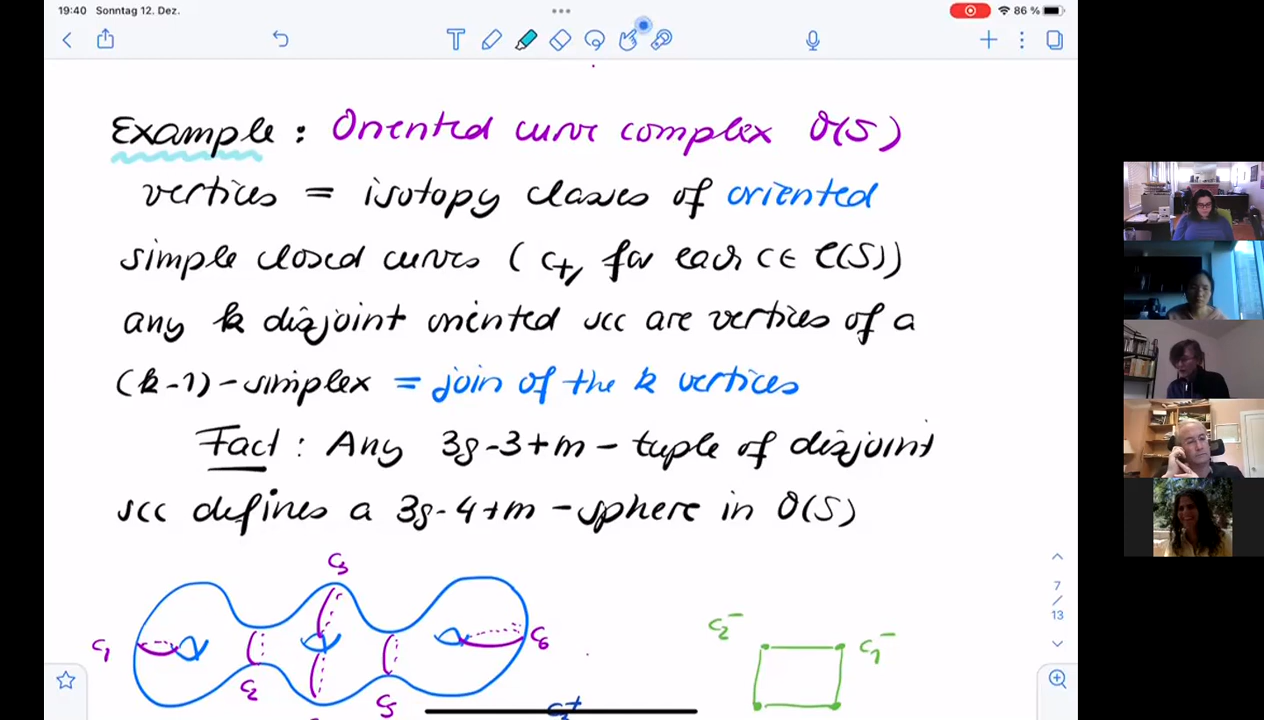 19:40 Sonntag 12. Dez.
86 %
Example : Oriented curve complex O(S)
vertices = isotopy classes of oriented
simple closed curves ( c±, for each c∈ C(S))
any k disjoint oriented scc are vertices of a
(k-1)-simplex = join of the k vertices
Fact : Any 3g-3+m - tuple of disjoint
scc defines a 3g-4+m -sphere in O(S)
c3
c1
c6
c2
c5
c2+
c2−
c1−
7
/
13